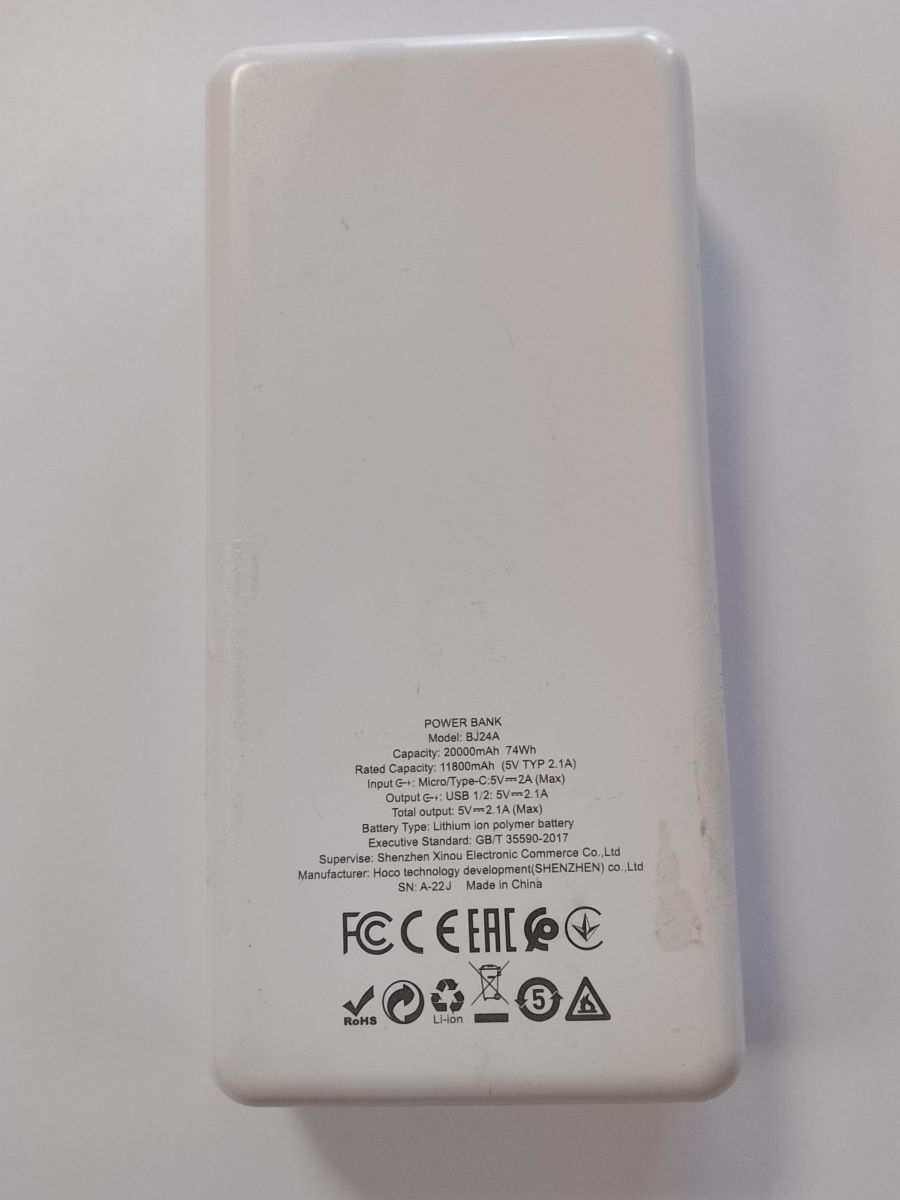 POWER BANK
Model: BJ24A
Capacity: 20000mAh 74Wh
Rated Capacity: 11800mAh (5V TYP 2.1A)
Input: Micro/Type-C:5V⎓2A (Max)
Output: USB 1/2: 5V⎓2.1A
Total output: 5V⎓2.1A (Max)
Battery Type: Lithium ion polymer battery
Executive Standard: GB/T 35590-2017
Supervise: Shenzhen Xinou Electronic Commerce Co.,Ltd
Manufacturer: Hoco technology development(SHENZHEN) co.,Ltd
SN: A-22J Made in China
FCC CE EAC
RoHS Li-ion 5